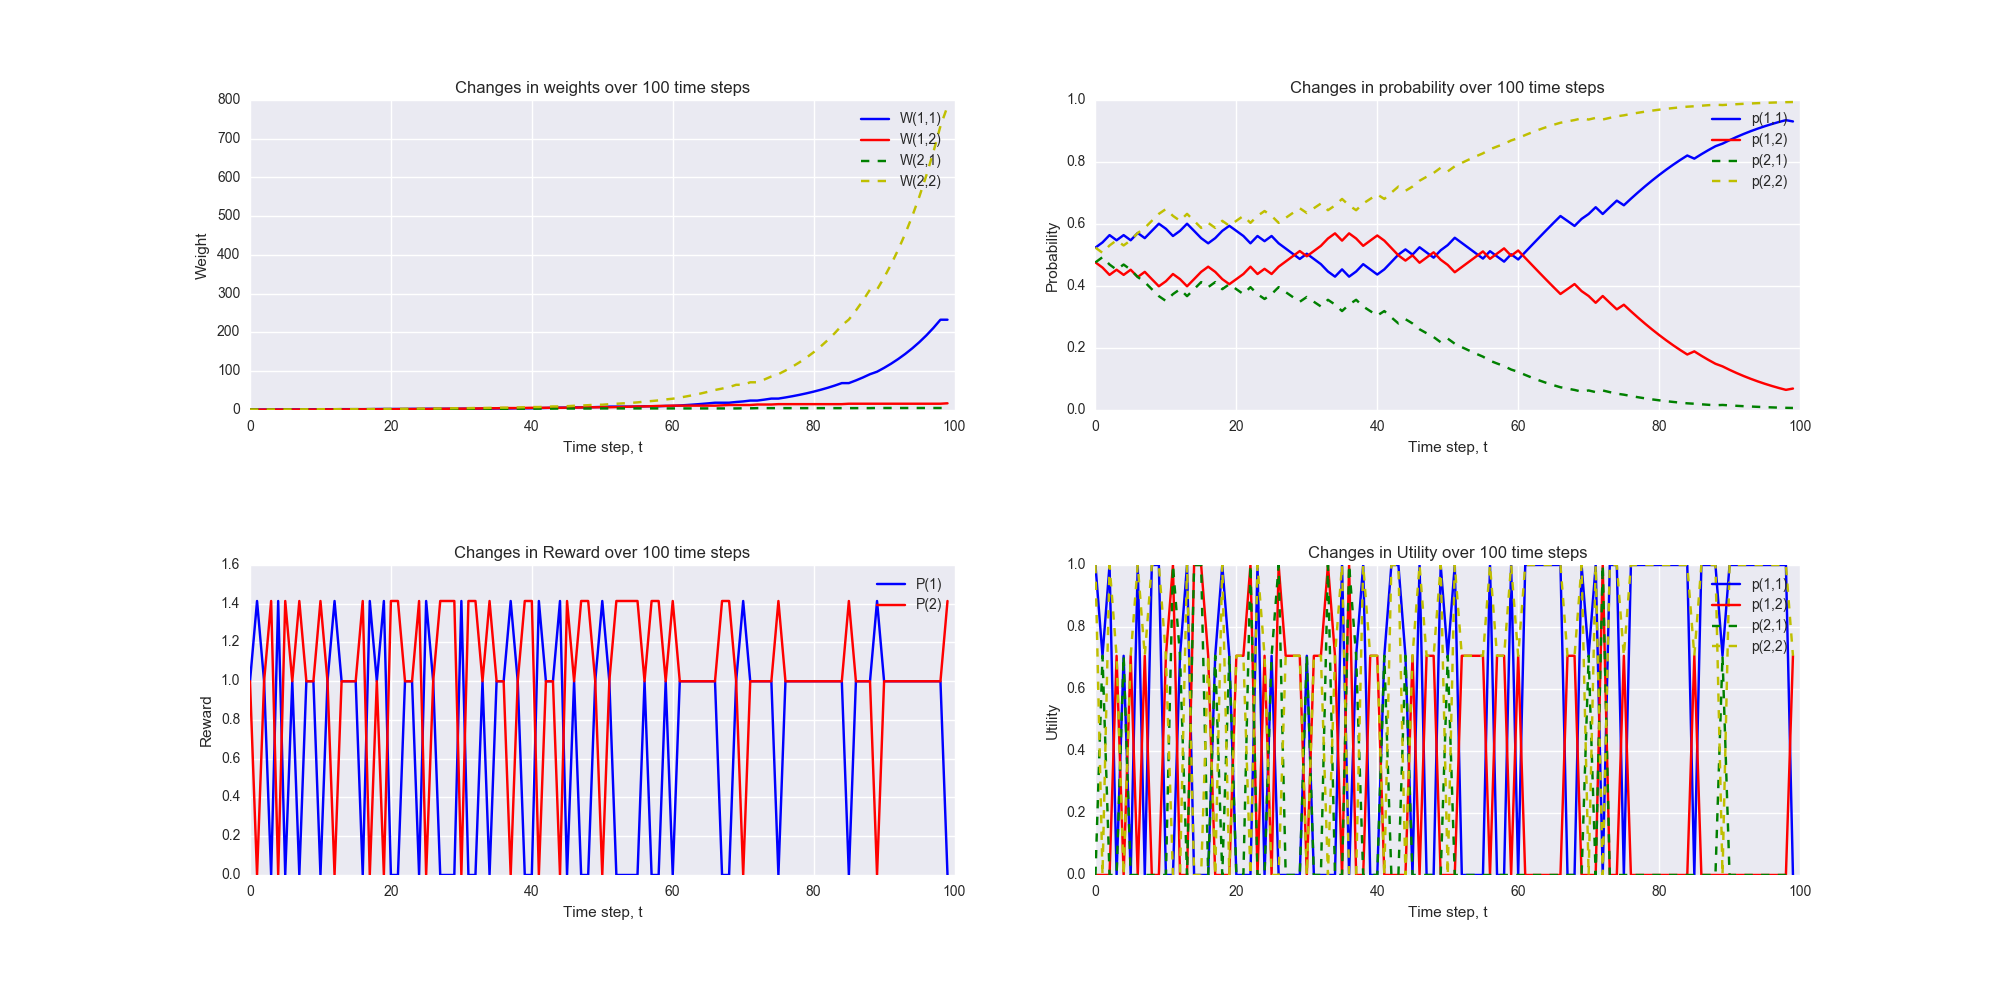 Changes in weights over 100 time steps
800
700
600
500
400
300
200
100
0
Weight
0 20 40 60 80 100
Time step, t
W(1,1)
W(1,2)
W(2,1)
W(2,2)
Changes in probability over 100 time steps
1.0
0.8
0.6
0.4
0.2
0.0
Probability
0 20 40 60 80 100
Time step, t
p(1,1)
p(1,2)
p(2,1)
p(2,2)
Changes in Reward over 100 time steps
1.6
1.4
1.2
1.0
0.8
0.6
0.4
0.2
0.0
Reward
0 20 40 60 80 100
Time step, t
P(1)
P(2)
Changes in Utility over 100 time steps
1.0
0.8
0.6
0.4
0.2
0.0
Utility
0 20 40 60 80 100
Time step, t
p(1,1)
p(1,2)
p(2,1)
p(2,2)